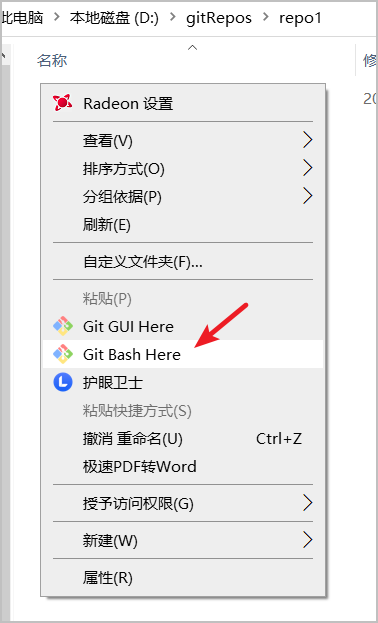 此电脑 > 本地磁盘 (D:) > gitRepos > repo1
名称 修
20
Radeon 设置
查看(V)
排序方式(O)
分组依据(P)
刷新(E)
自定义文件夹(F)...
粘贴(P)
Git GUI Here
Git Bash Here
护眼卫士
粘贴快捷方式(S)
撤消 重命名(U) Ctrl+Z
极速PDF转Word
授予访问权限(G)
新建(W)
属性(R)